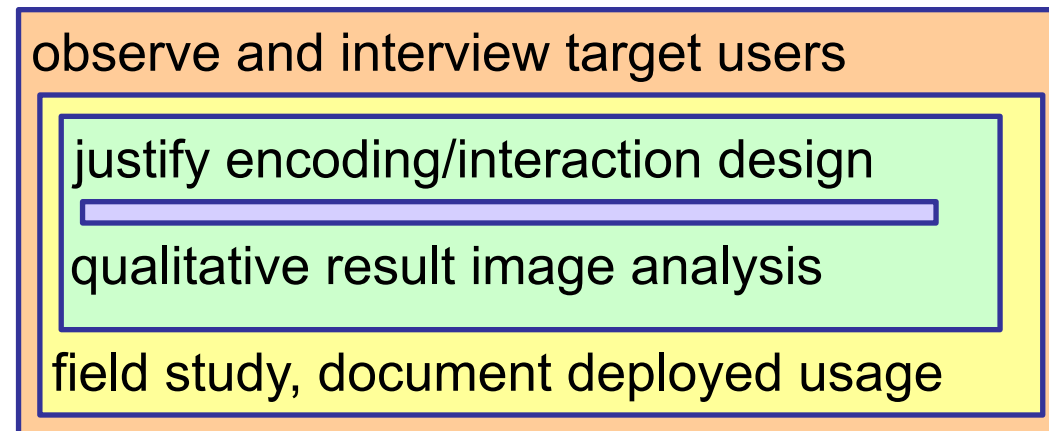 observe and interview target users
justify encoding/interaction design
qualitative result image analysis
field study, document deployed usage